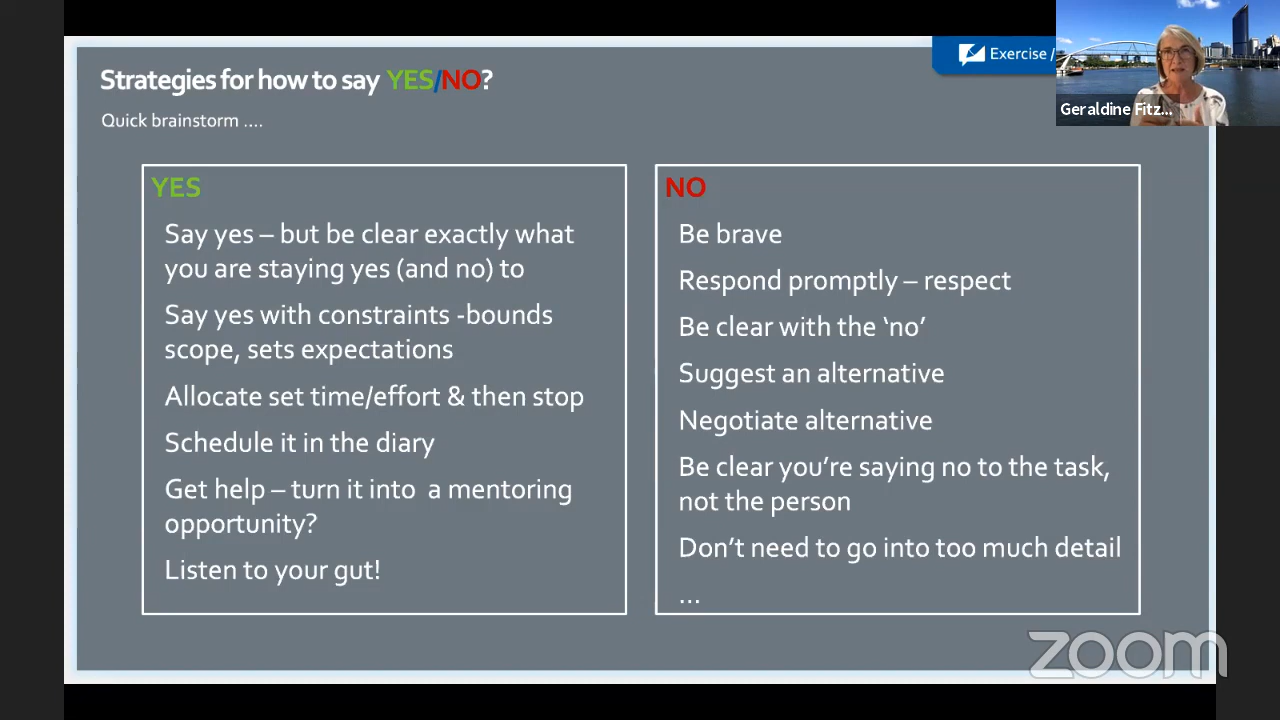 Strategies for how to say YES/NO?
Quick brainstorm ....
Exercise /
Geraldine Fitz...
YES
Say yes – but be clear exactly what
you are staying yes (and no) to
Say yes with constraints -bounds
scope, sets expectations
Allocate set time/effort & then stop
Schedule it in the diary
Get help – turn it into a mentoring
opportunity?
Listen to your gut!
NO
Be brave
Respond promptly – respect
Be clear with the ‘no’
Suggest an alternative
Negotiate alternative
Be clear you’re saying no to the task,
not the person
Don’t need to go into too much detail
...
zoom